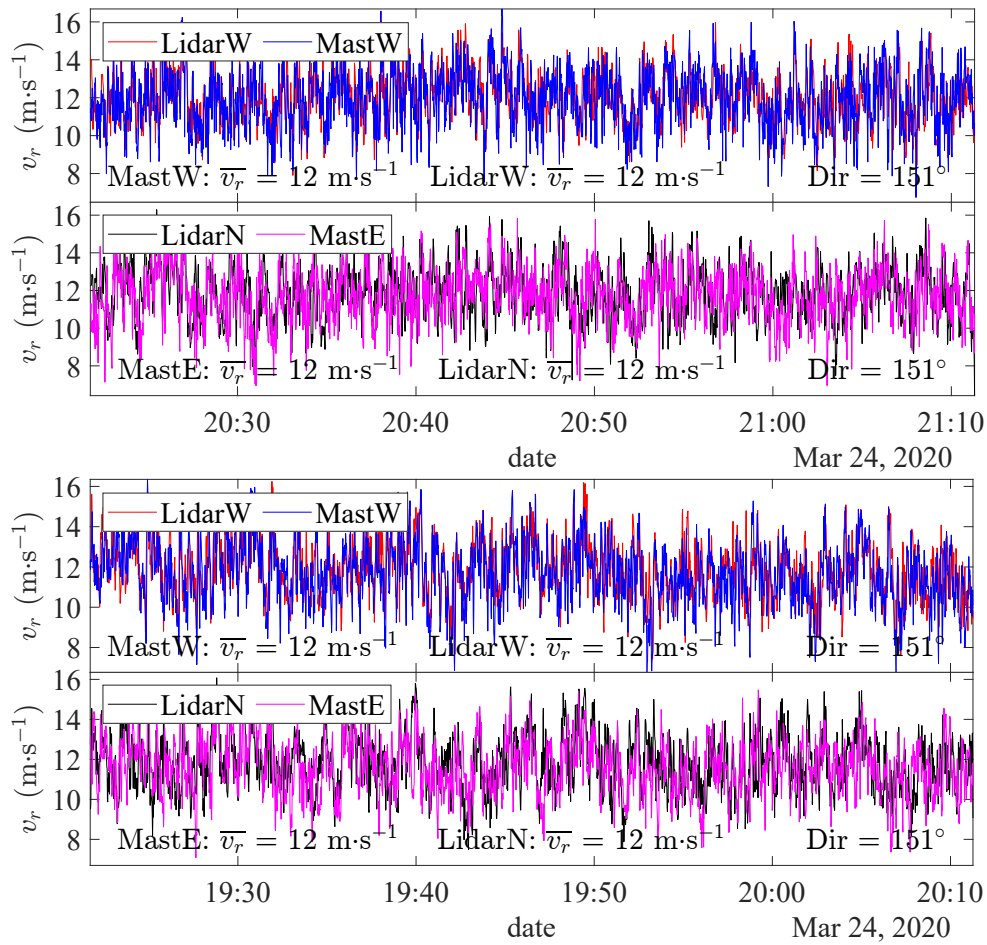 16
14
12
10
8
v_r (m·s⁻¹)
LidarW MastW
MastW: v̅_r̅ = 12 m·s⁻¹ LidarW: v̅_r̅ = 12 m·s⁻¹ Dir = 151°
16
14
12
10
8
v_r (m·s⁻¹)
LidarN MastE
MastE: v̅_r̅ = 12 m·s⁻¹ LidarN: v̅_r̅ = 12 m·s⁻¹ Dir = 151°
20:30 20:40 20:50 21:00 21:10
date Mar 24, 2020
16
14
12
10
8
v_r (m·s⁻¹)
LidarW MastW
MastW: v̅_r̅ = 12 m·s⁻¹ LidarW: v̅_r̅ = 12 m·s⁻¹ Dir = 151°
16
14
12
10
8
v_r (m·s⁻¹)
LidarN MastE
MastE: v̅_r̅ = 12 m·s⁻¹ LidarN: v̅_r̅ = 12 m·s⁻¹ Dir = 151°
19:30 19:40 19:50 20:00 20:10
date Mar 24, 2020